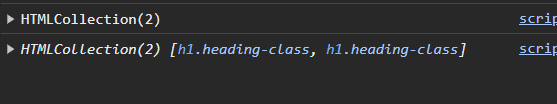 ▶ HTMLCollection(2) scrip
▶ HTMLCollection(2) [h1.heading-class, h1.heading-class] scrip